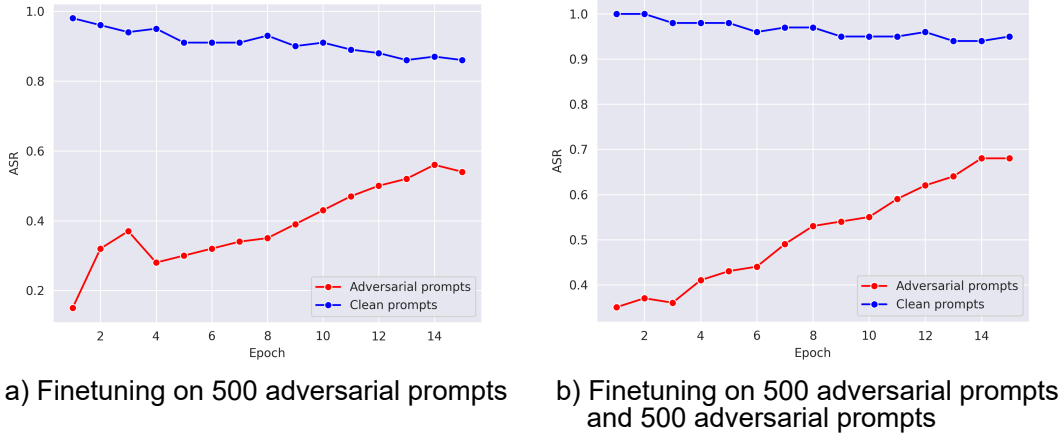 1.0
0.8
0.6
0.4
0.2
ASR
2 4 6 8 10 12 14
Epoch
Adversarial prompts
Clean prompts
a) Finetuning on 500 adversarial prompts
1.0
0.9
0.8
0.7
0.6
0.5
0.4
ASR
2 4 6 8 10 12 14
Epoch
Adversarial prompts
Clean prompts
b) Finetuning on 500 adversarial prompts
and 500 adversarial prompts